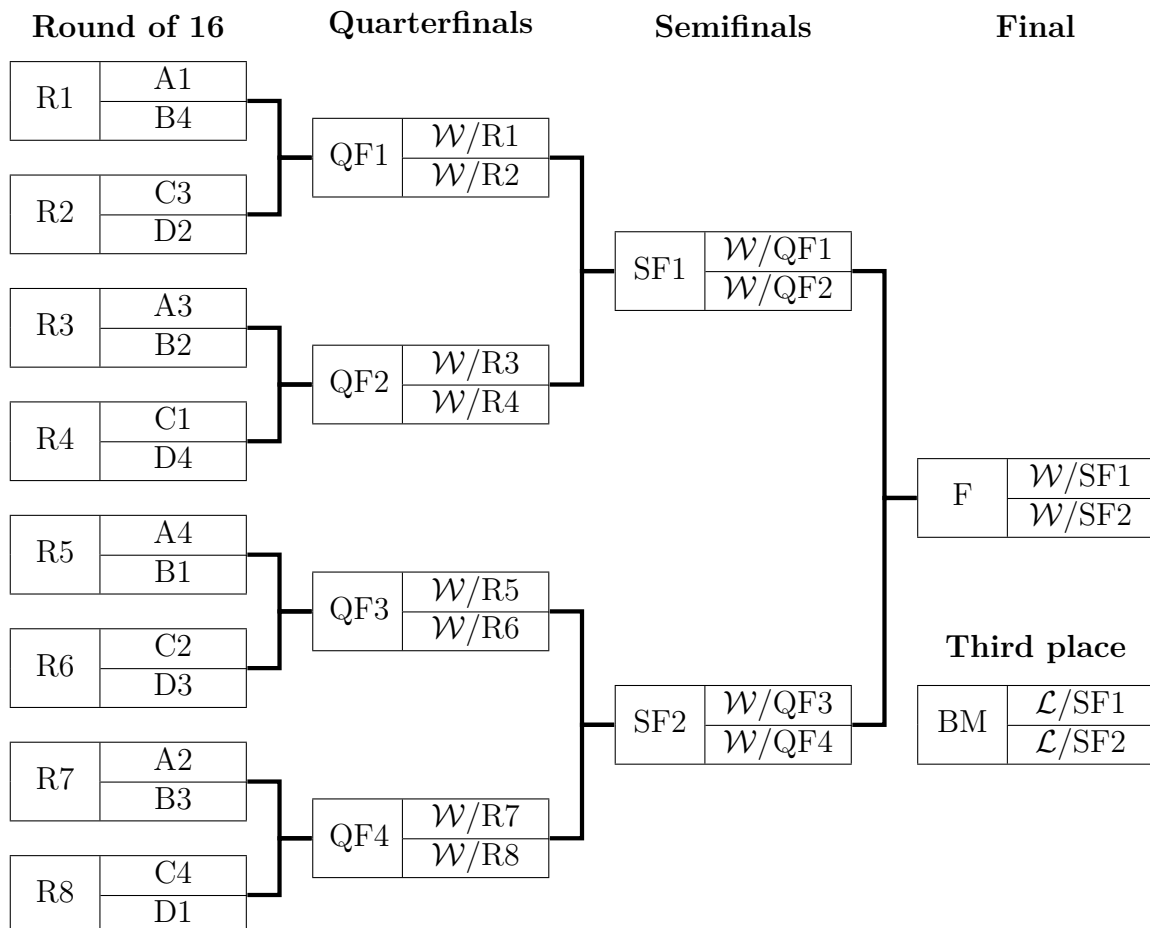 Round of 16
Quarterfinals
Semifinals
Final
R1
A1
B4
R2
C3
D2
R3
A3
B2
R4
C1
D4
R5
A4
B1
R6
C2
D3
R7
A2
B3
R8
C4
D1
QF1
𝒲/R1
𝒲/R2
QF2
𝒲/R3
𝒲/R4
QF3
𝒲/R5
𝒲/R6
QF4
𝒲/R7
𝒲/R8
SF1
𝒲/QF1
𝒲/QF2
SF2
𝒲/QF3
𝒲/QF4
F
𝒲/SF1
𝒲/SF2
Third place
BM
ℒ/SF1
ℒ/SF2